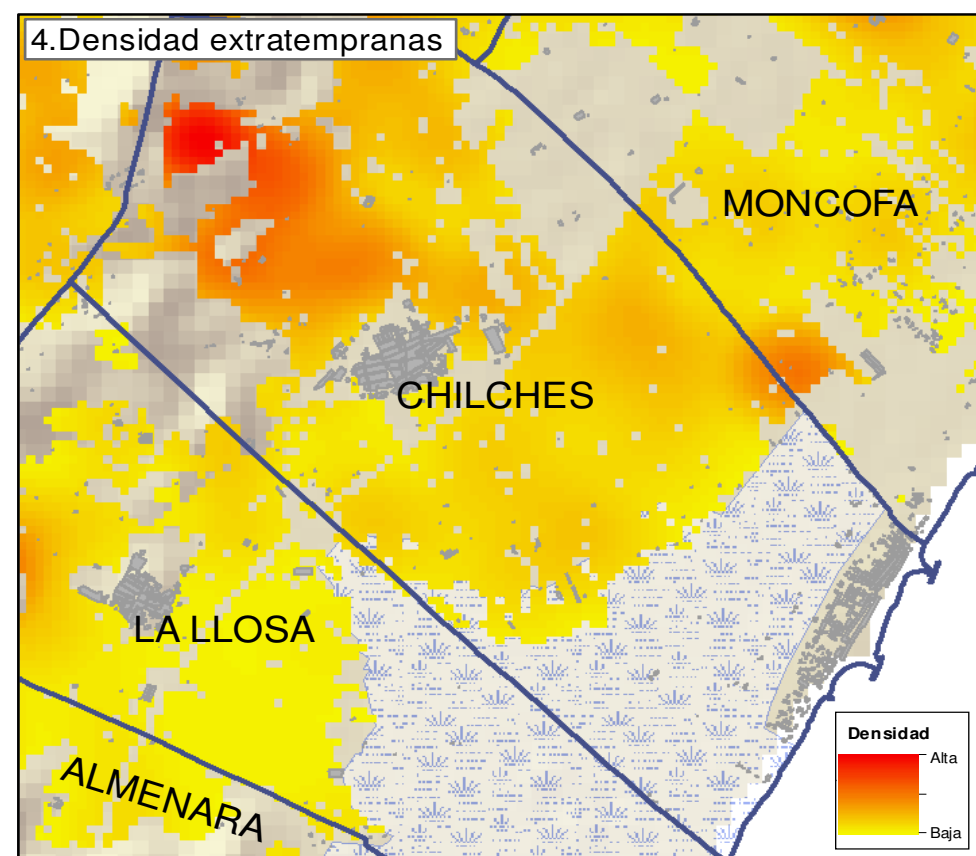 4.Densidad extratempranas
MONCOFA
CHILCHES
LA LLOSA
ALMENARA
Densidad
Alta
Baja